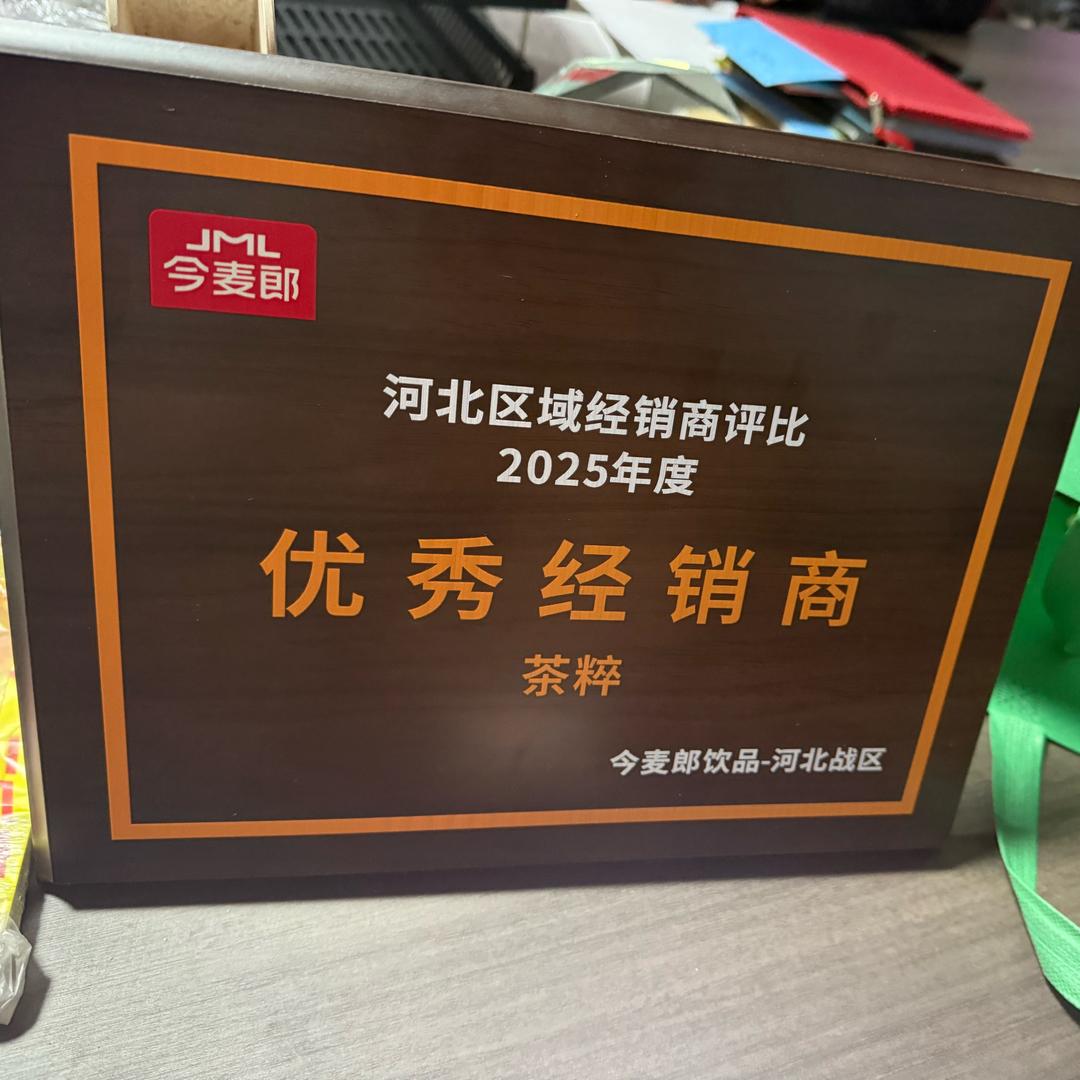 JML
今麦郎
河北区域经销商评比
2025年度
优秀经销商
茶粹
今麦郎饮品-河北战区